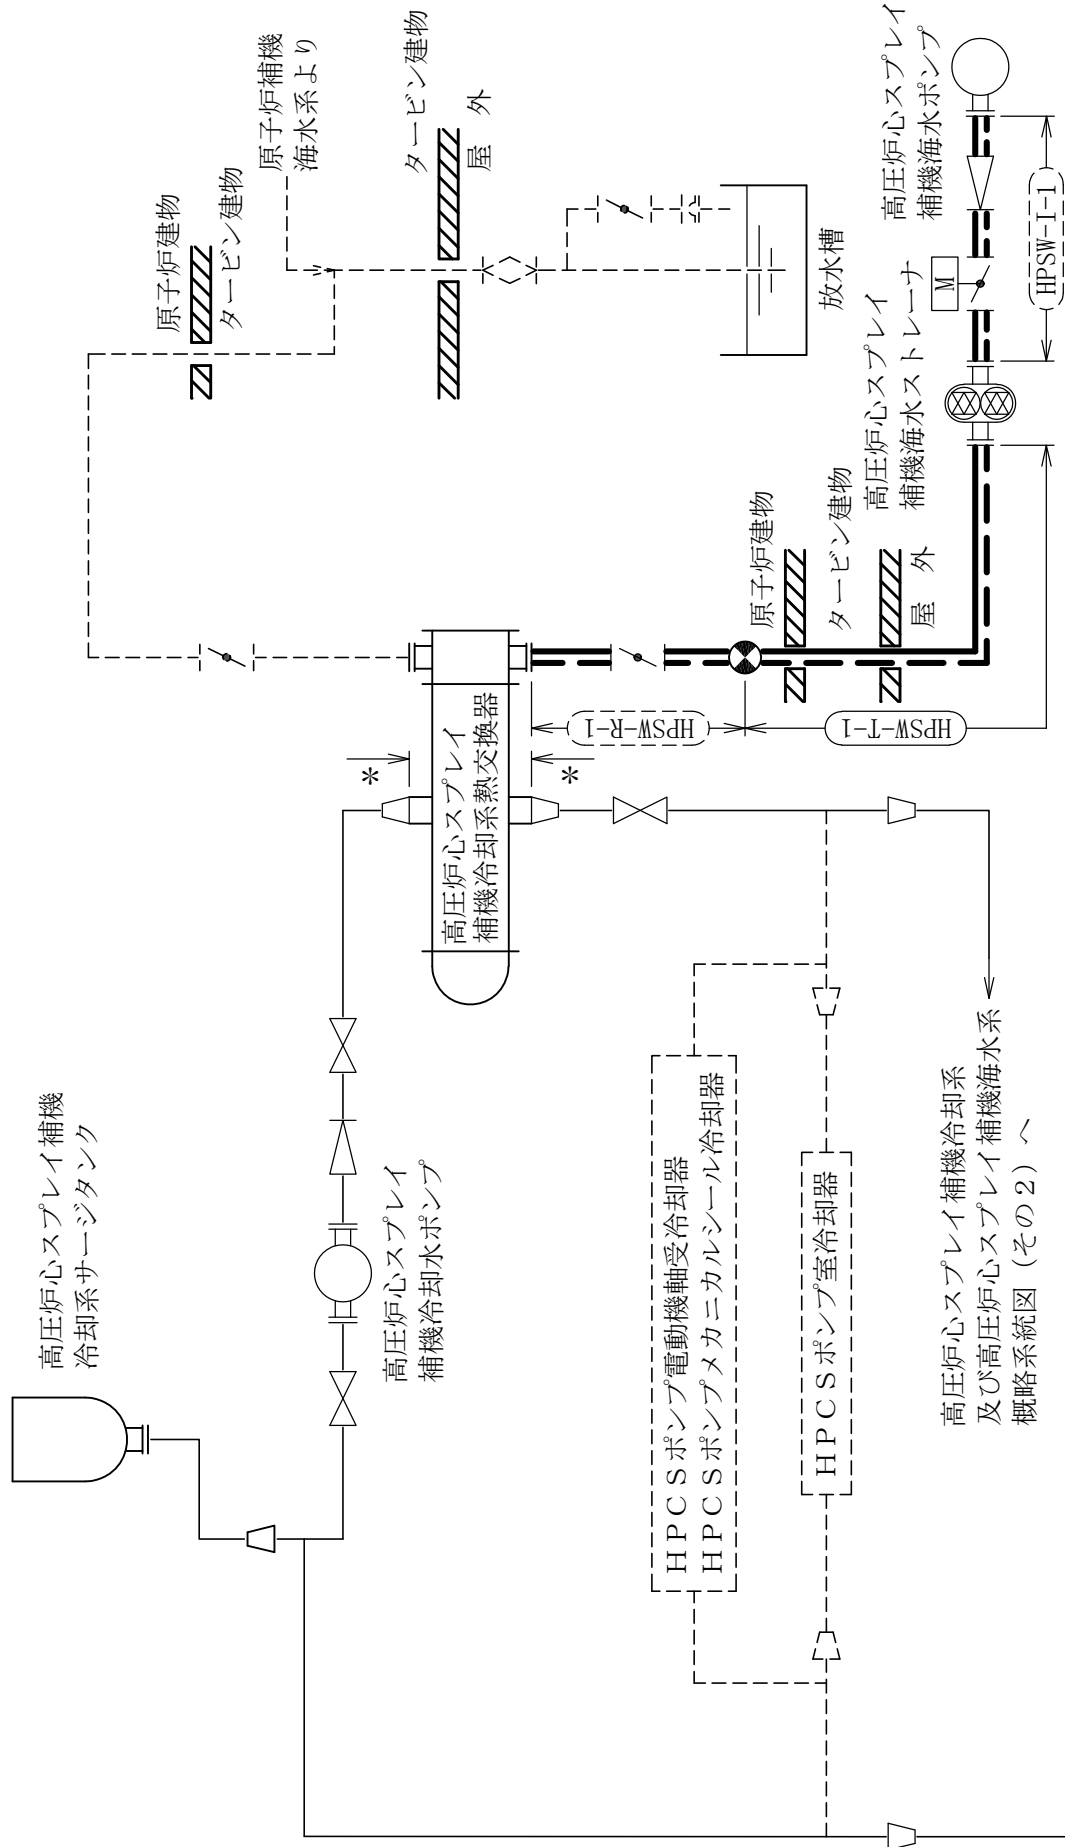 高圧炉心スプレイ補機
冷却系サージタンク
高圧炉心スプレイ
補機冷却水ポンプ
高圧炉心スプレイ
補機冷却系熱交換器
*
*
HPSW-R-1
HPSW-T-1
原子炉建物
タービン建物
原子炉補機
海水系より
タービン建物
屋 外
放水槽
高圧炉心スプレイ
補機海水ポンプ
M
HPSW-I-1
高圧炉心スプレイ
補機海水ストレーナ
原子炉建物
タービン建物
屋 外
HPCSポンプ電動機軸受冷却器
HPCSポンプメカニカルシール冷却器
HPCSポンプ室冷却器
高圧炉心スプレイ補機冷却系
及び高圧炉心スプレイ補機海水系
概略系統図(その2)へ